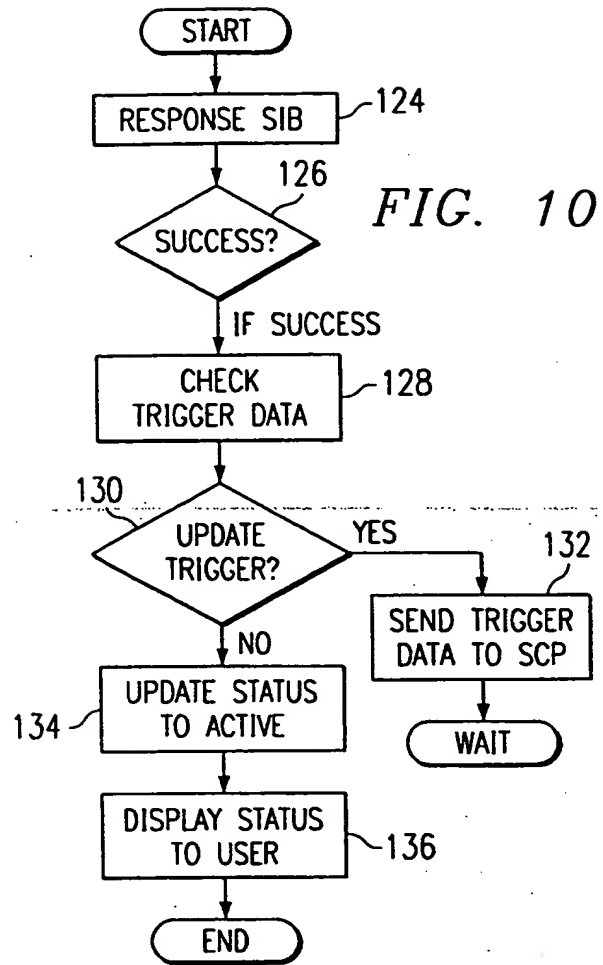 START
RESPONSE SIB
124
126
SUCCESS?
FIG. 10
IF SUCCESS
CHECK
TRIGGER DATA
128
130
UPDATE
TRIGGER?
YES
132
SEND TRIGGER
DATA TO SCP
WAIT
NO
UPDATE STATUS
TO ACTIVE
134
DISPLAY STATUS
TO USER
136
END